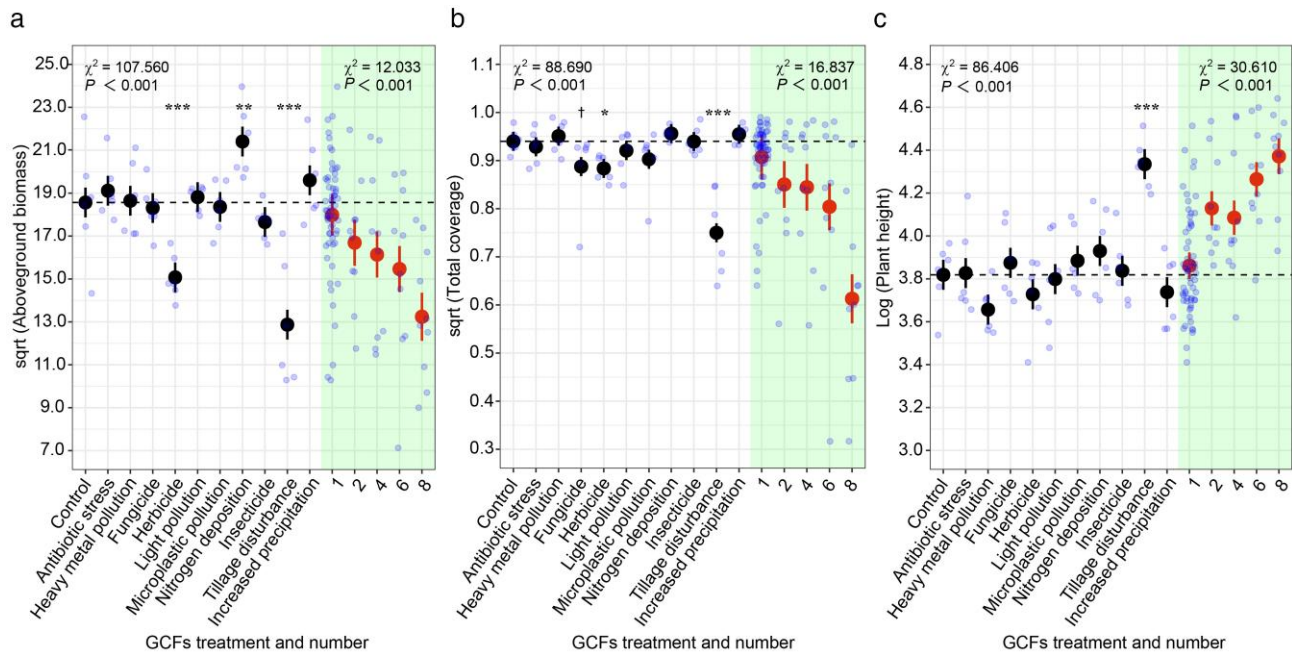 a
χ² = 107.560
P < 0.001
χ² = 12.033
P < 0.001
*** ** ***
sqrt (Aboveground biomass)
25.0
23.0
21.0
19.0
17.0
15.0
13.0
11.0
9.0
7.0
Control
Antibiotic stress
Heavy metal pollution
Fungicide
Herbicide
Light pollution
Microplastic pollution
Nitrogen deposition
Insecticide
Tillage disturbance
Increased precipitation
1
2
4
6
8
GCFs treatment and number
b
χ² = 88.690
P < 0.001
χ² = 16.837
P < 0.001
† * ***
sqrt (Total coverage)
1.1
1.0
0.9
0.8
0.7
0.6
0.5
0.4
0.3
Control
Antibiotic stress
Heavy metal pollution
Fungicide
Herbicide
Light pollution
Microplastic pollution
Nitrogen deposition
Insecticide
Tillage disturbance
Increased precipitation
1
2
4
6
8
GCFs treatment and number
c
χ² = 86.406
P < 0.001
χ² = 30.610
P < 0.001
***
Log (Plant height)
4.8
4.6
4.4
4.2
4.0
3.8
3.6
3.4
3.2
3.0
Control
Antibiotic stress
Heavy metal pollution
Fungicide
Herbicide
Light pollution
Microplastic pollution
Nitrogen deposition
Insecticide
Tillage disturbance
Increased precipitation
1
2
4
6
8
GCFs treatment and number